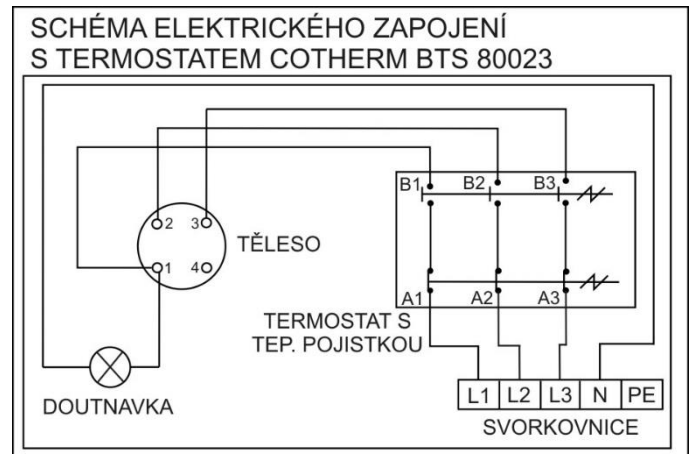 SCHÉMA ELEKTRICKÉHO ZAPOJENÍ
S TERMOSTATEM COTHERM BTS 80023
B1 B2 B3
2 3
TĚLESO
1 4
A1 A2 A3
TERMOSTAT S
TEP. POJISTKOU
L1 L2 L3 N PE
DOUTNAVKA
SVORKOVNICE